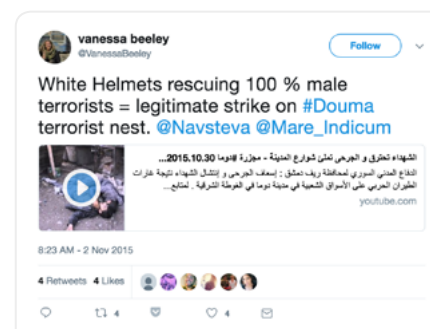 vanessa beeley
@VanessaBeeley
Follow
White Helmets rescuing 100 % male
terrorists = legitimate strike on #Douma
terrorist nest. @Navsteva @Mare_Indicum
الشهداء تحترق و الجرحى تملئ شوارع المدينة - مجزرة #دوما 2015.10.30...
الدفاع المدني السوري لمحافظة ريف دمشق : إسعاف الجرحى و إنتشال الشهداء نتيجة غارات
الطيران الحربي على الأسواق الشعبية في مدينة دوما في الغوطة الشرقية . لمتابع...
youtube.com
8:23 AM - 2 Nov 2015
4 Retweets 4 Likes
4 4